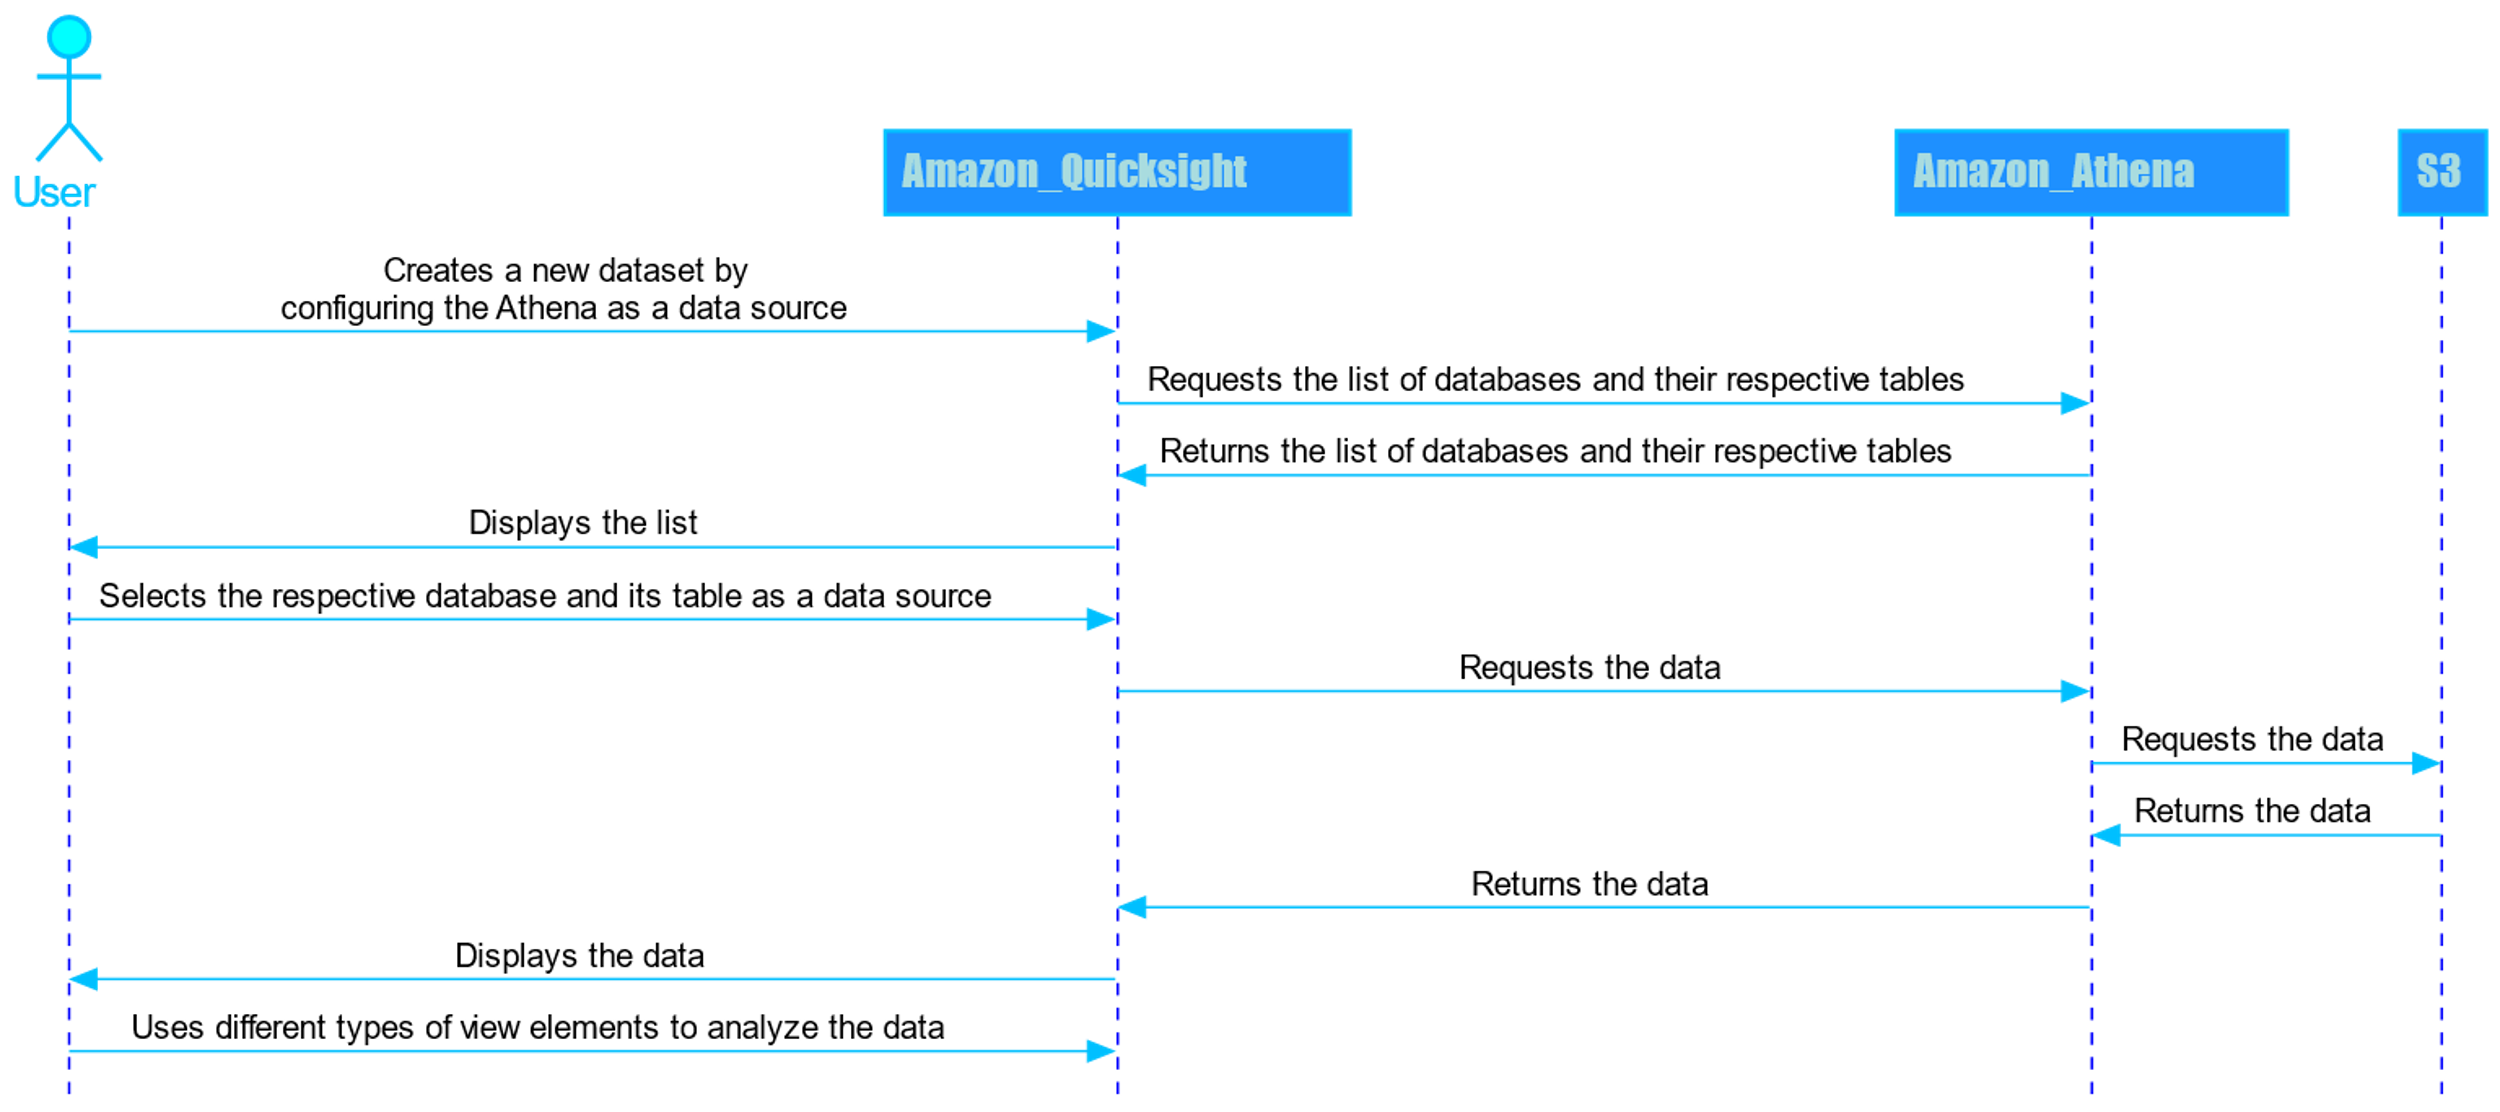 User
Amazon_Quicksight
Amazon_Athena
S3
Creates a new dataset by
configuring the Athena as a data source
Requests the list of databases and their respective tables
Returns the list of databases and their respective tables
Displays the list
Selects the respective database and its table as a data source
Requests the data
Requests the data
Returns the data
Returns the data
Displays the data
Uses different types of view elements to analyze the data